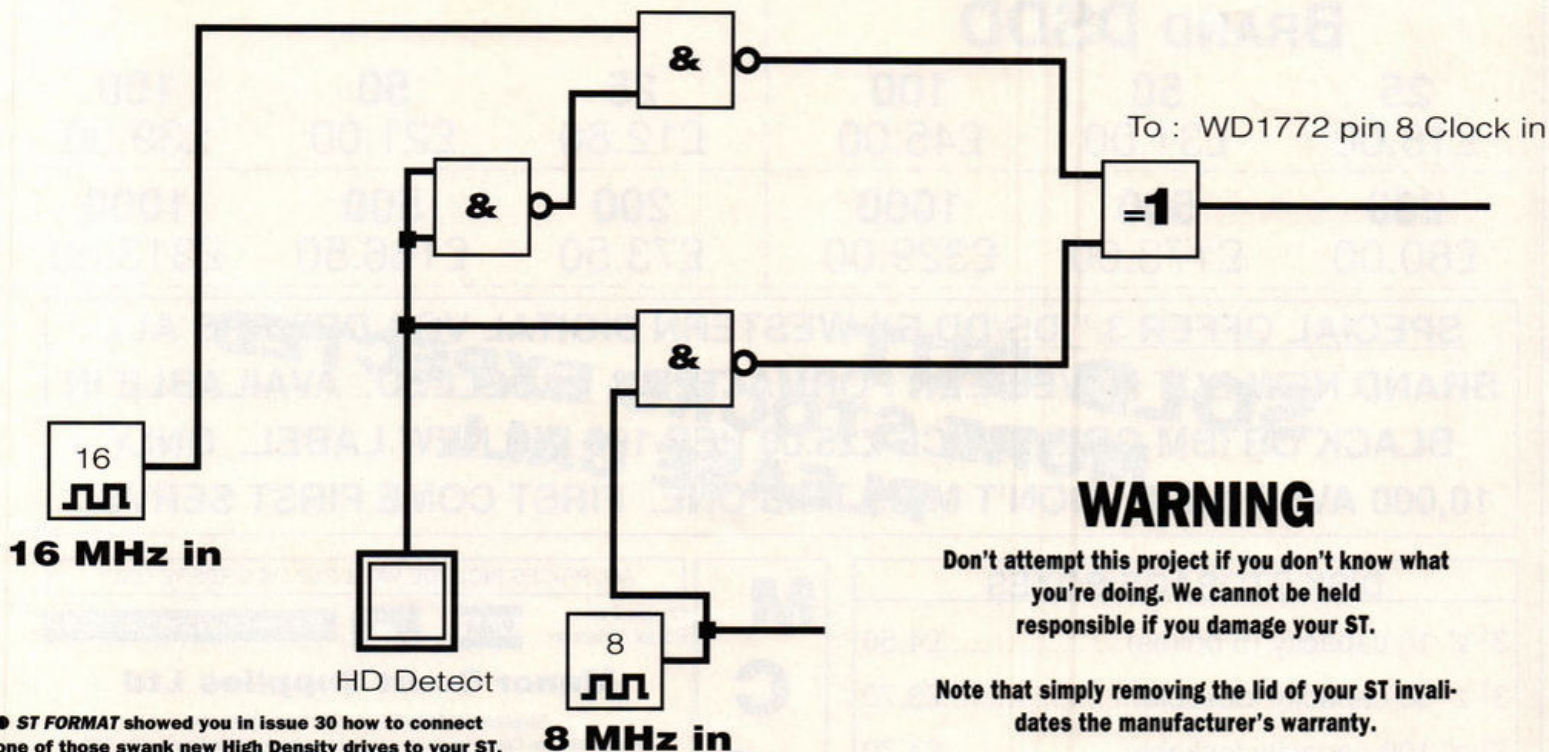 &
To : WD1772 pin 8 Clock in
&
=1
&
16
16 MHz in
HD Detect
8
8 MHz in
WARNING
Don't attempt this project if you don't know what
you're doing. We cannot be held
responsible if you damage your ST.
Note that simply removing the lid of your ST invali-
dates the manufacturer's warranty.
● ST FORMAT showed you in issue 30 how to connect
one of those swank new High Density drives to your ST.